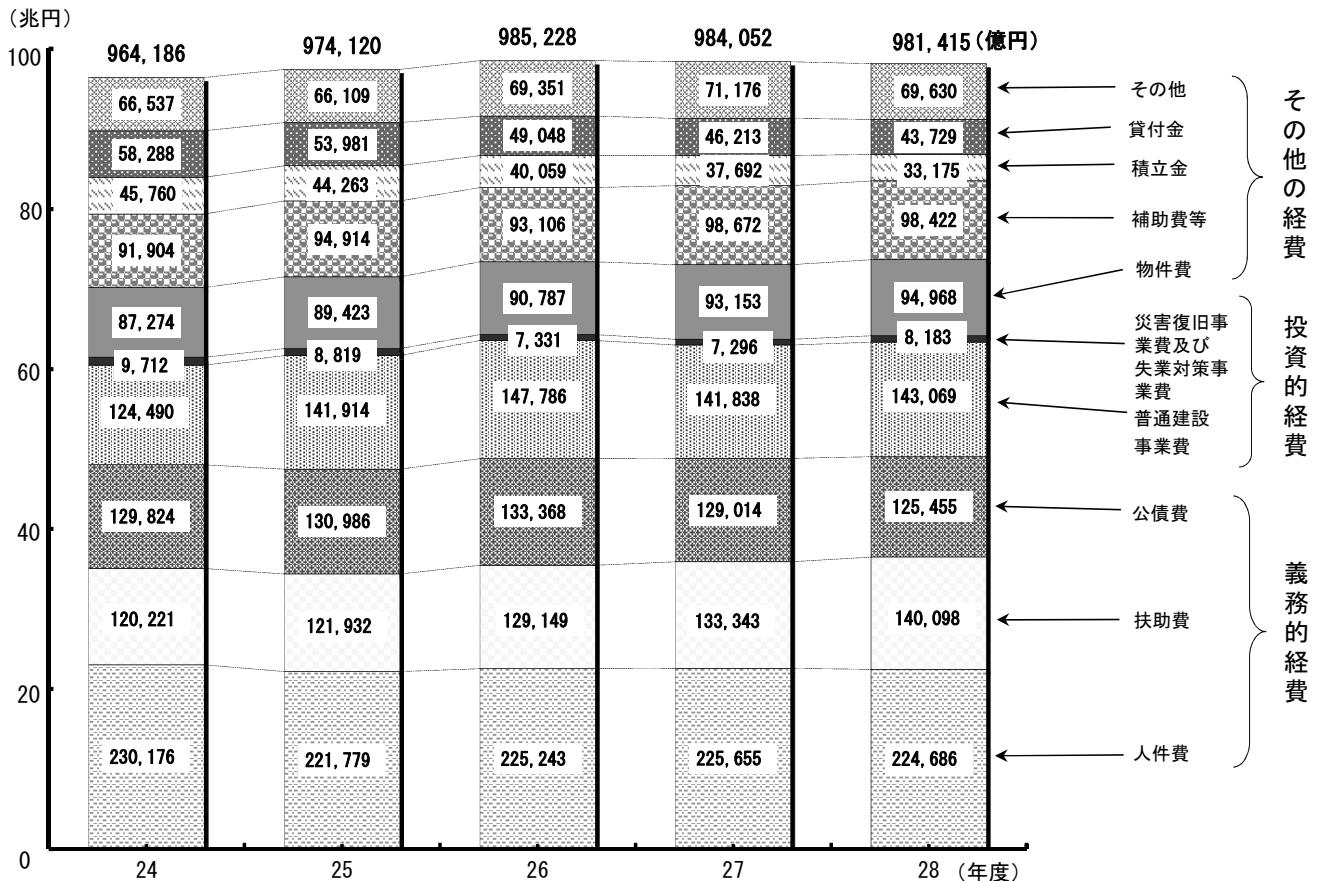 （兆円）
964,186 974,120 985,228 984,052 981,415（億円）
100
80
60
40
20
0
66,537 66,109 69,351 71,176 69,630
58,288 53,981 49,048 46,213 43,729
45,760 44,263 40,059 37,692 33,175
91,904 94,914 93,106 98,672 98,422
87,274 89,423 90,787 93,153 94,968
9,712 8,819 7,331 7,296 8,183
124,490 141,914 147,786 141,838 143,069
129,824 130,986 133,368 129,014 125,455
120,221 121,932 129,149 133,343 140,098
230,176 221,779 225,243 225,655 224,686
24 25 26 27 28 （年度）
その他
貸付金
積立金
補助費等
物件費
災害復旧事
業費及び
失業対策事
業費
普通建設
事業費
公債費
扶助費
人件費
その他の経費
投資的経費
義務的経費